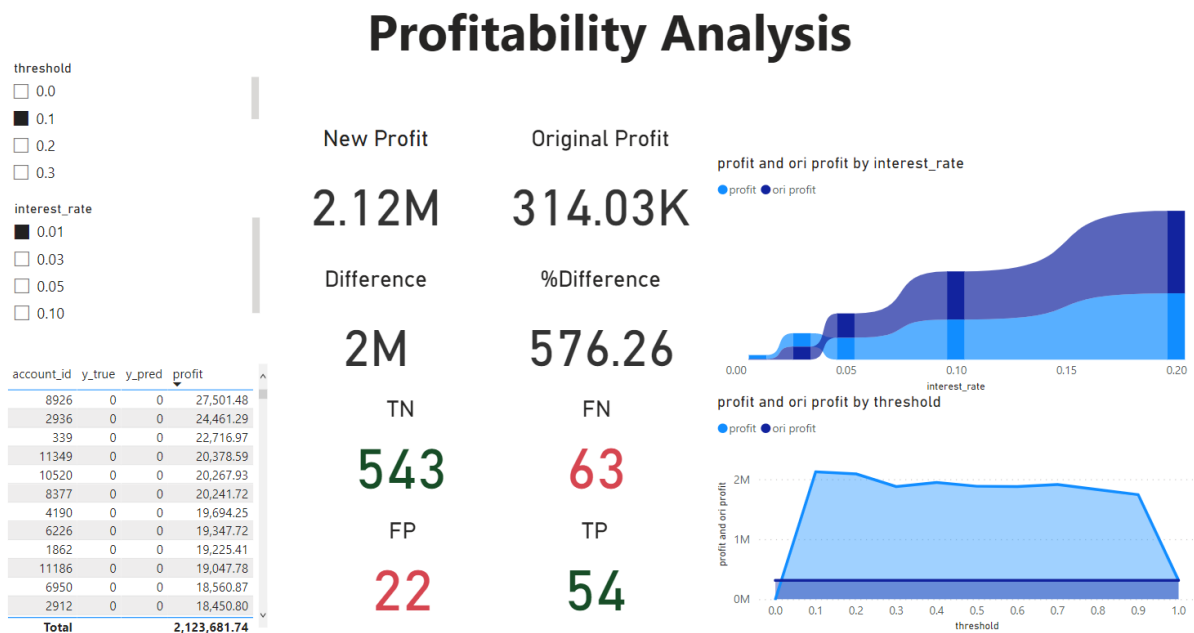 Profitability Analysis
threshold
0.0
0.1
0.2
0.3
interest_rate
0.01
0.03
0.05
0.10
account_id y_true y_pred profit
8926 0 0 27,501.48
2936 0 0 24,461.29
339 0 0 22,716.97
11349 0 0 20,378.59
10520 0 0 20,267.93
8377 0 0 20,241.72
4190 0 0 19,694.25
6226 0 0 19,347.72
1862 0 0 19,225.41
11186 0 0 19,047.78
6950 0 0 18,560.87
2912 0 0 18,450.80
Total 2,123,681.74
New Profit Original Profit
2.12M 314.03K
Difference %Difference
2M 576.26
TN FN
543 63
FP TP
22 54
profit and ori profit by interest_rate
profit ori profit
0.00 0.05 0.10 0.15 0.20
interest_rate
profit and ori profit by threshold
profit ori profit
profit and ori profit
2M
1M
0M
0.0 0.1 0.2 0.3 0.4 0.5 0.6 0.7 0.8 0.9 1.0
threshold